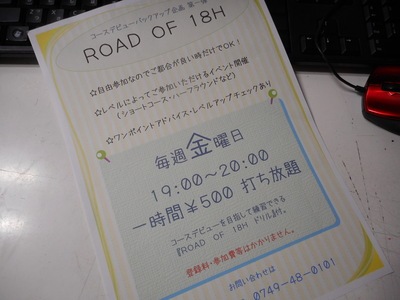 コースデビューバックアップ企画 第一弾
ROAD OF 18H
☆自由参加なのでご都合が良い時だけでOK!
☆レベルによってご参加いただけるイベント開催
(ショートコース・ハーフラウンドなど)
☆ワンポイントアドバイス・レベルアップチェックあり
毎週金曜日
19:00~20:00
一時間¥500 打ち放題
コースデビューを目指して練習できる
『ROAD OF 18H ドリル』付。
登録料・参加費等はかかりません。
お問い合わせは
0749-48-0101